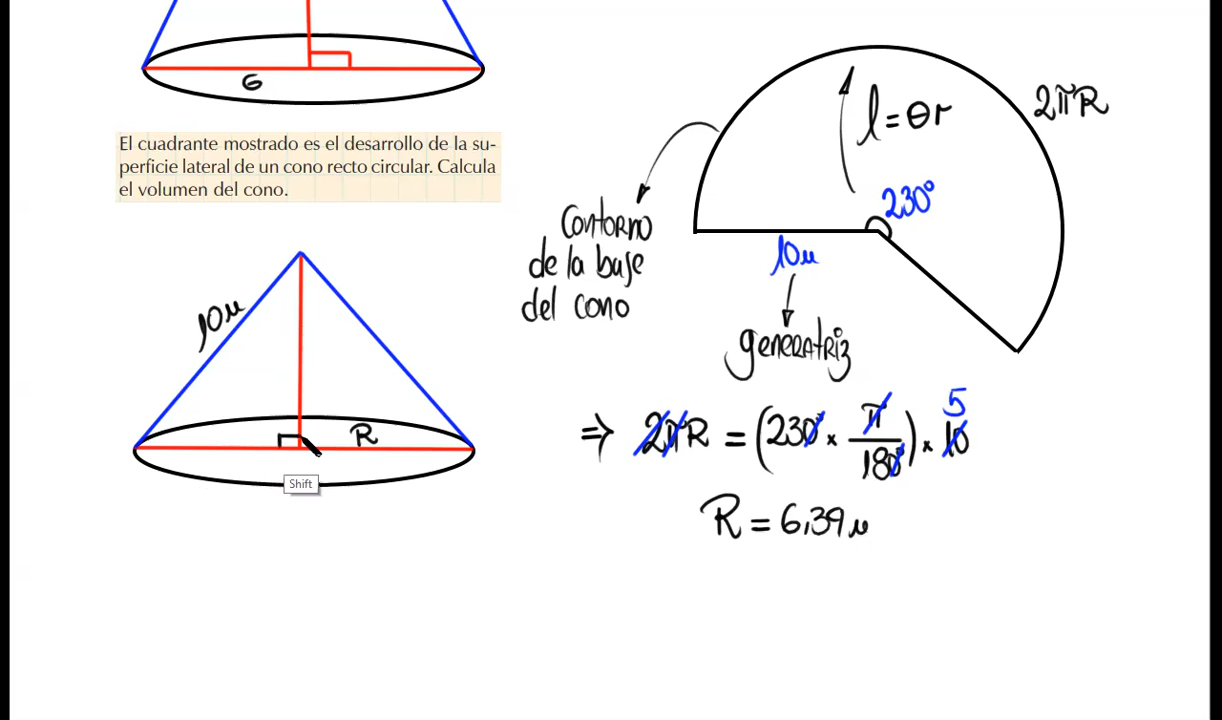 6
El cuadrante mostrado es el desarrollo de la su-
perficie lateral de un cono recto circular. Calcula
el volumen del cono.
10u
R
Shift
l = θr
2πR
230°
10u
Contorno
de la base
del cono
generatriz
⇒ 2πR = (230° × π/180°) × 10
5
R = 6,39u